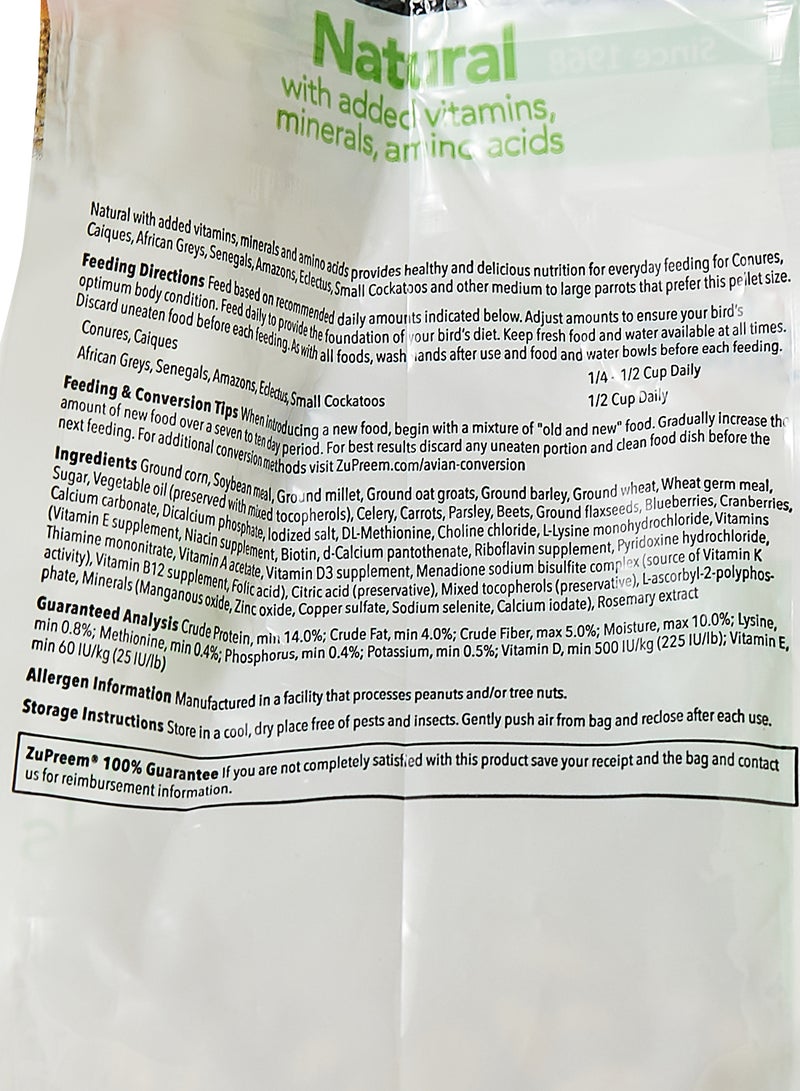 Natural
with added vitamins,
minerals, amino acids
Since 1968
Natural with added vitamins, minerals and amino acids provides healthy and delicious nutrition for everyday feeding for Conures,
Caiques, African Greys, Senegals, Amazons, Eclectus, Small Cockatoos and other medium to large parrots that prefer this pellet size.
Feeding Directions Feed based on recommended daily amounts indicated below. Adjust amounts to ensure your bird's
optimum body condition. Feed daily to provide the foundation of your bird's diet. Keep fresh food and water available at all times.
Discard uneaten food before each feeding. As with all foods, wash hands after use and food and water bowls before each feeding.
Conures, Caiques 1/4 - 1/2 Cup Daily
African Greys, Senegals, Amazons, Eclectus, Small Cockatoos 1/2 Cup Daily
Feeding & Conversion Tips When introducing a new food, begin with a mixture of "old and new" food. Gradually increase the
amount of new food over a seven to ten day period. For best results discard any uneaten portion and clean food dish before the
next feeding. For additional conversion methods visit ZuPreem.com/avian-conversion
Ingredients Ground corn, Soybean meal, Ground millet, Ground oat groats, Ground barley, Ground wheat, Wheat germ meal,
Sugar, Vegetable oil (preserved with mixed tocopherols), Celery, Carrots, Parsley, Beets, Ground flaxseeds, Blueberries, Cranberries,
Calcium carbonate, Dicalcium phosphate, Iodized salt, DL-Methionine, Choline chloride, L-Lysine monohydrochloride, Vitamins
(Vitamin E supplement, Niacin supplement, Biotin, d-Calcium pantothenate, Riboflavin supplement, Pyridoxine hydrochloride,
Thiamine mononitrate, Vitamin A acetate, Vitamin D3 supplement, Menadione sodium bisulfite complex (source of Vitamin K
activity), Vitamin B12 supplement, Folic acid), Citric acid (preservative), Mixed tocopherols (preservative), L-ascorbyl-2-polyphos-
phate, Minerals (Manganous oxide, Zinc oxide, Copper sulfate, Sodium selenite, Calcium iodate), Rosemary extract
Guaranteed Analysis Crude Protein, min 14.0%; Crude Fat, min 4.0%; Crude Fiber, max 5.0%; Moisture, max 10.0%; Lysine,
min 0.8%; Methionine, min 0.4%; Phosphorus, min 0.4%; Potassium, min 0.5%; Vitamin D, min 500 IU/kg (225 IU/lb); Vitamin E,
min 60 IU/kg (25 IU/lb)
Allergen Information Manufactured in a facility that processes peanuts and/or tree nuts.
Storage Instructions Store in a cool, dry place free of pests and insects. Gently push air from bag and reclose after each use.
ZuPreem® 100% Guarantee If you are not completely satisfied with this product save your receipt and the bag and contact
us for reimbursement information.